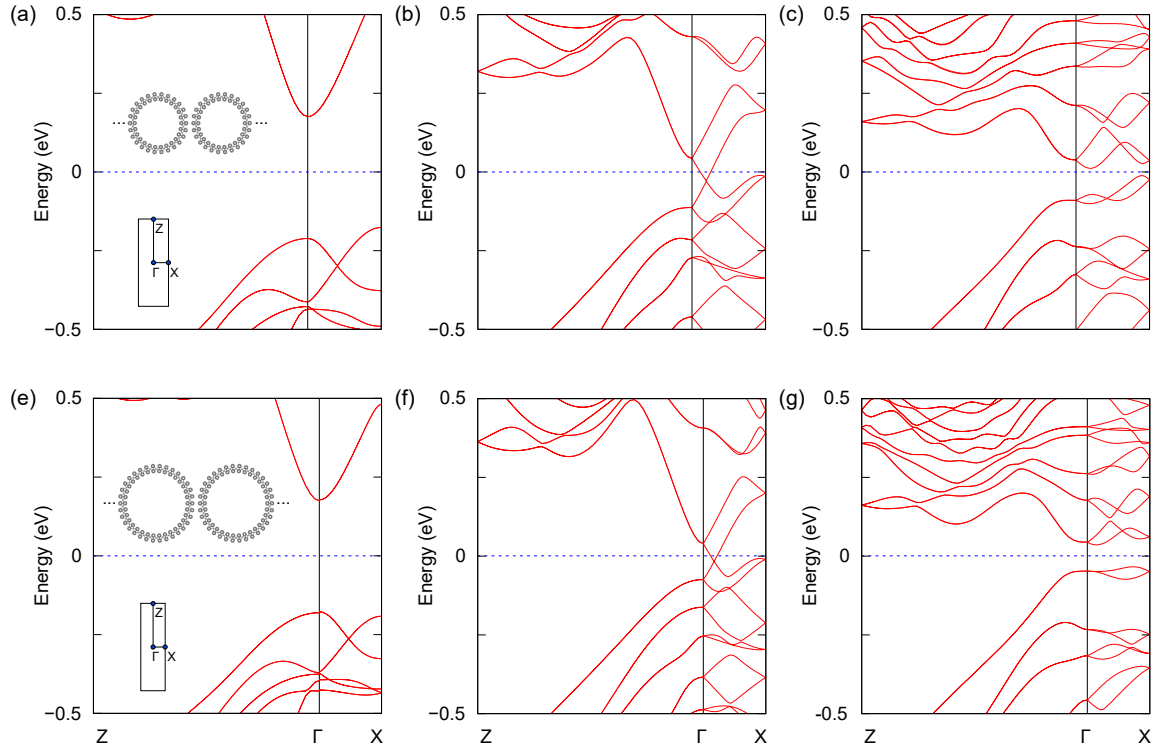 (a) (b) (c)
0.5 0.5 0.5
Energy (eV) Energy (eV) Energy (eV)
0 0 0
Z
Γ X
−0.5 −0.5 −0.5
(e) (f) (g)
0.5 0.5 0.5
Energy (eV) Energy (eV) Energy (eV)
0 0 0
Z
Γ X
−0.5 −0.5 −0.5
Z Γ X Z Γ X Z Γ X